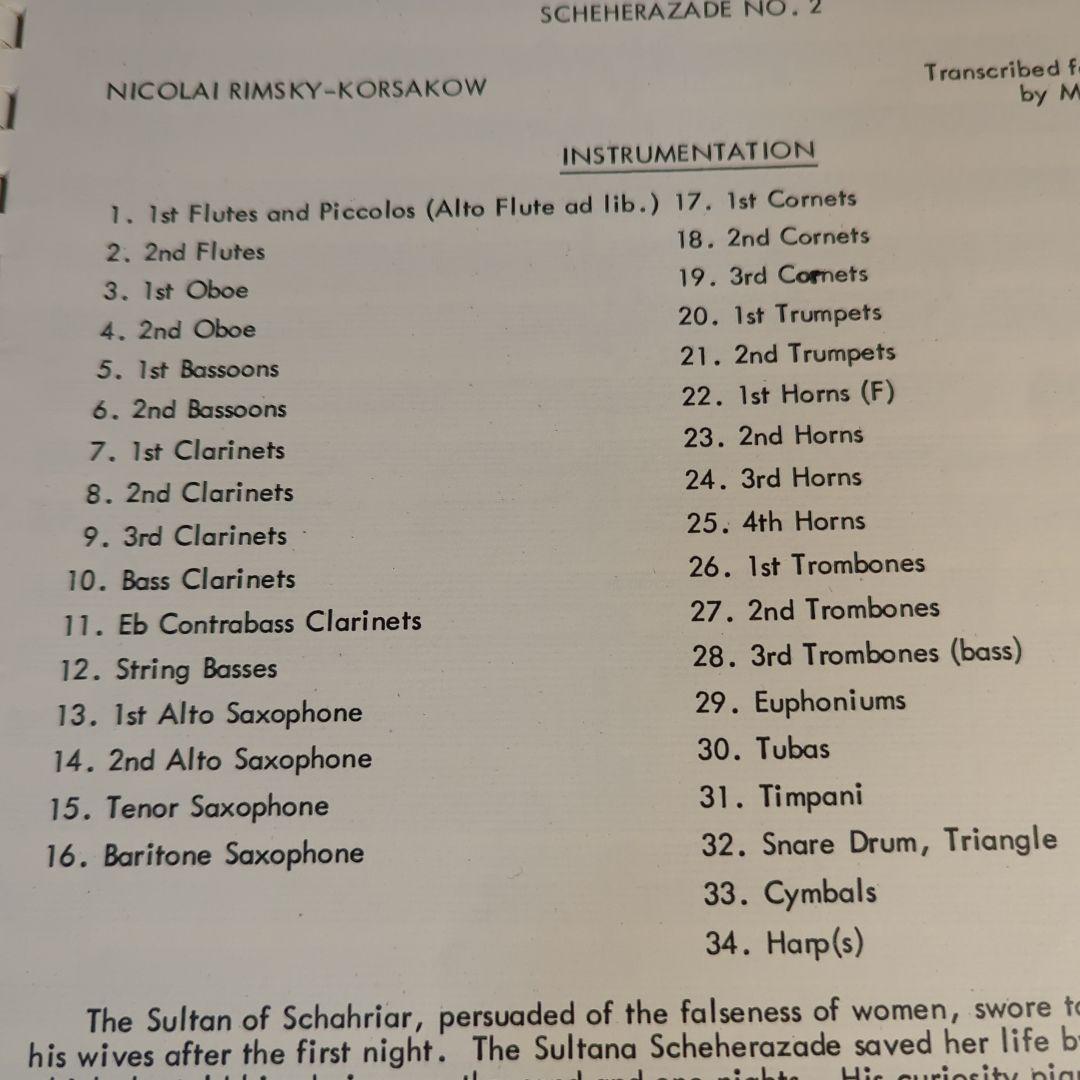 SCHEHERAZADE NO. 2
NICOLAI RIMSKY-KORSAKOW
Transcribed
by
INSTRUMENTATION
1. 1st Flutes and Piccolos (Alto Flute ad lib.)
2. 2nd Flutes
3. 1st Oboe
4. 2nd Oboe
5. 1st Bassoons
6. 2nd Bassoons
7. 1st Clarinets
8. 2nd Clarinets
9. 3rd Clarinets
10. Bass Clarinets
11. Eb Contrabass Clarinets
12. String Basses
13. 1st Alto Saxophone
14. 2nd Alto Saxophone
15. Tenor Saxophone
16. Baritone Saxophone
17. 1st Cornets
18. 2nd Cornets
19. 3rd Cornets
20. 1st Trumpets
21. 2nd Trumpets
22. 1st Horns (F)
23. 2nd Horns
24. 3rd Horns
25. 4th Horns
26. 1st Trombones
27. 2nd Trombones
28. 3rd Trombones (bass)
29. Euphoniums
30. Tubas
31. Timpani
32. Snare Drum, Triangle
33. Cymbals
34. Harp(s)
The Sultan of Schahriar, persuaded of the falseness of women, swore
his wives after the first night. The Sultana Scheherazade saved her life
and one nights. His curiosity